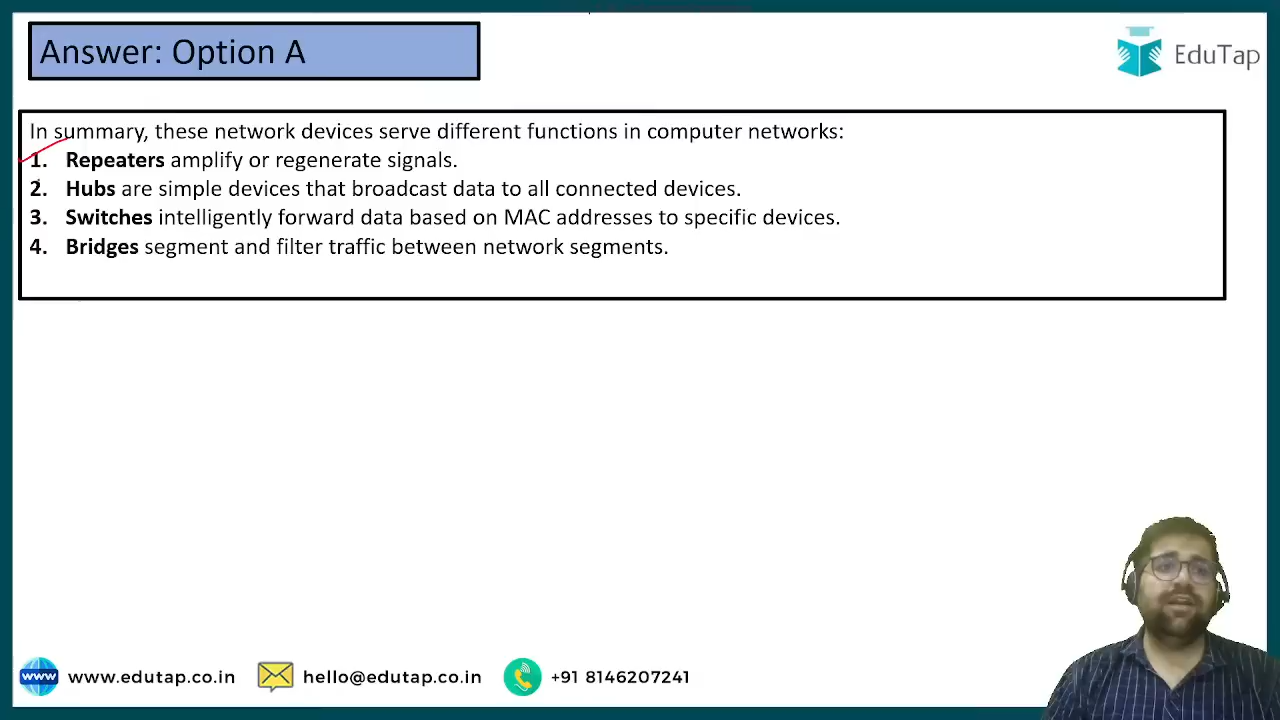 Answer: Option A
EduTap
In summary, these network devices serve different functions in computer networks:
1. Repeaters amplify or regenerate signals.
2. Hubs are simple devices that broadcast data to all connected devices.
3. Switches intelligently forward data based on MAC addresses to specific devices.
4. Bridges segment and filter traffic between network segments.
www www.edutap.co.in hello@edutap.co.in +91 8146207241